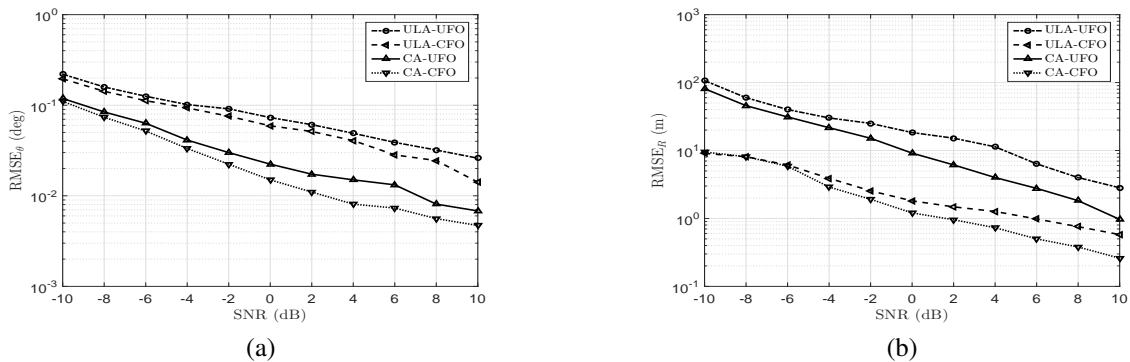 10^0
10^-1
10^-2
10^-3
RMSE_θ (deg)
-10 -8 -6 -4 -2 0 2 4 6 8 10
SNR (dB)
ULA-UFO
ULA-CFO
CA-UFO
CA-CFO
(a)
10^3
10^2
10^1
10^0
10^-1
RMSE_R (m)
-10 -8 -6 -4 -2 0 2 4 6 8 10
SNR (dB)
ULA-UFO
ULA-CFO
CA-UFO
CA-CFO
(b)